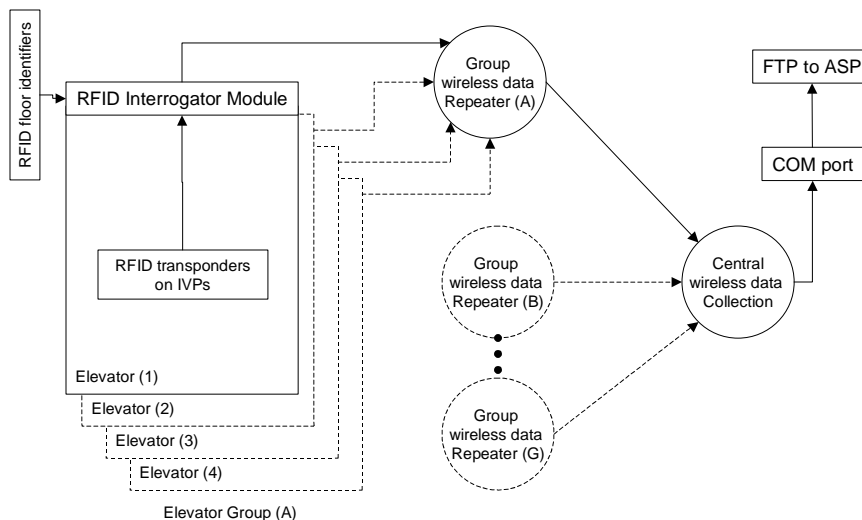 RFID floor identifiers
RFID Interrogator Module
RFID transponders
on IVPs
Elevator (1)
Elevator (2)
Elevator (3)
Elevator (4)
Elevator Group (A)
Group
wireless data
Repeater (A)
Group
wireless data
Repeater (B)
Group
wireless data
Repeater (G)
Central
wireless data
Collection
FTP to ASP
COM port